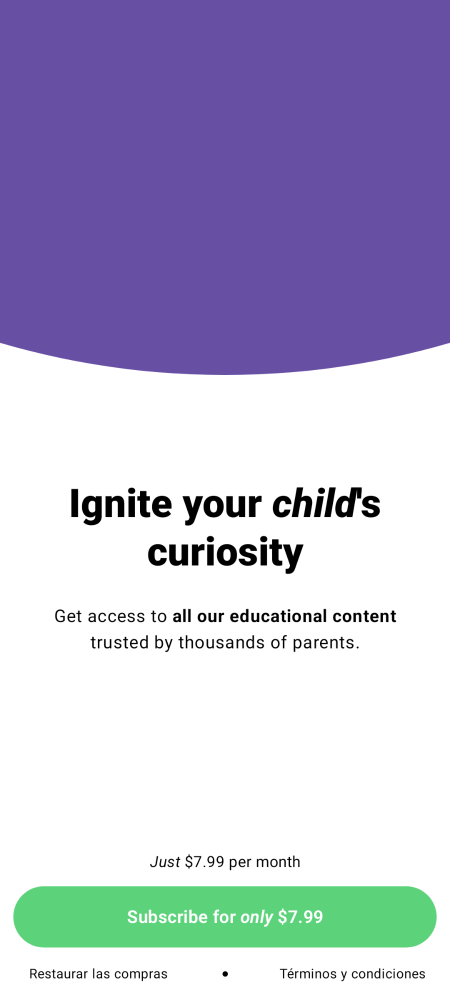 Ignite your child's
curiosity
Get access to all our educational content
trusted by thousands of parents.
Just $7.99 per month
Subscribe for only $7.99
Restaurar las compras • Términos y condiciones